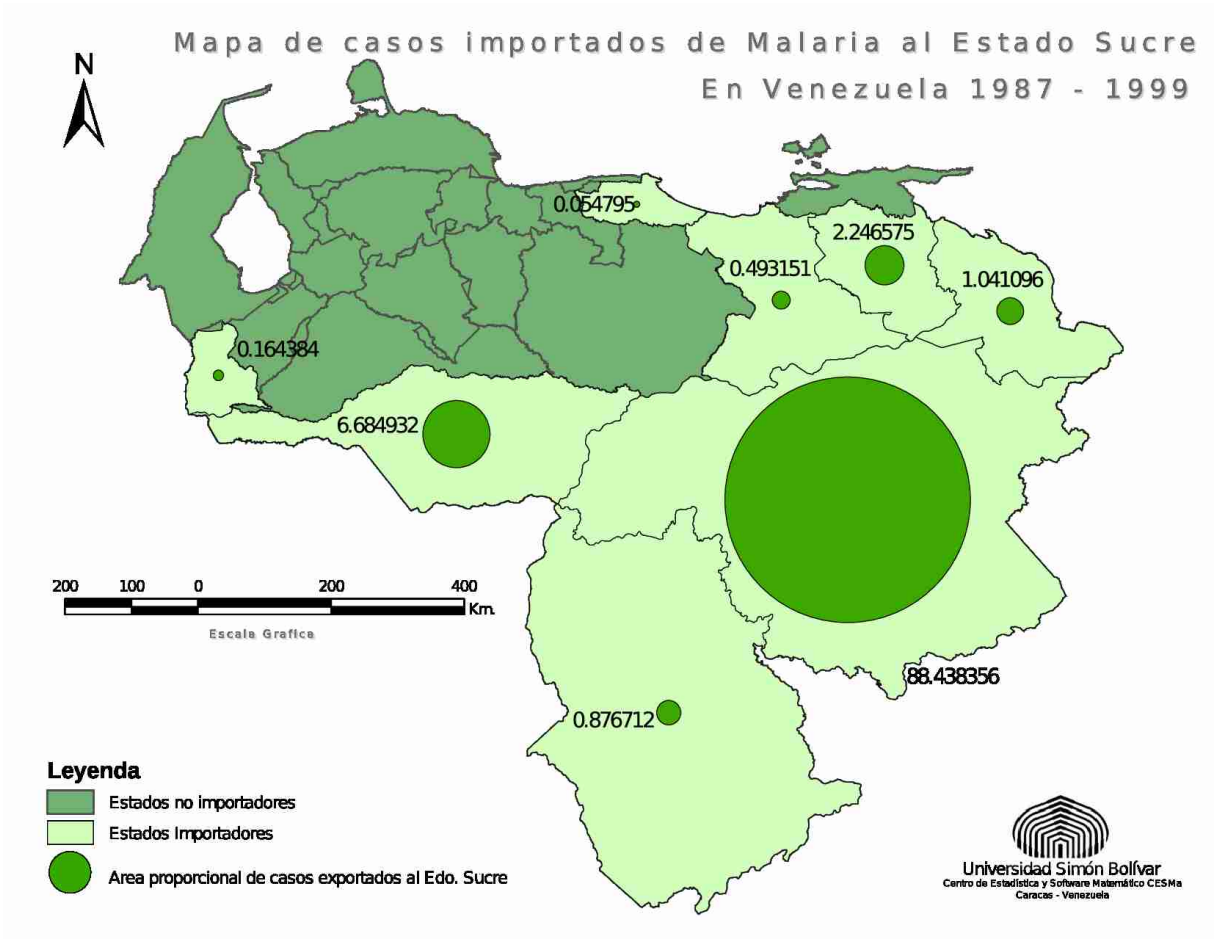 Mapa de casos importados de Malaria al Estado Sucre
En Venezuela 1987 - 1999
N
0.054795
2.246575
0.493151
1.041096
0.164384
6.684932
88.438356
0.876712
200 100 0 200 400
Km.
Escala Grafica
Leyenda
Estados no importadores
Estados Importadores
Area proporcional de casos exportados al Edo. Sucre
Universidad Simón Bolívar
Centro de Estadística y Software Matemático CESMa
Caracas - Venezuela